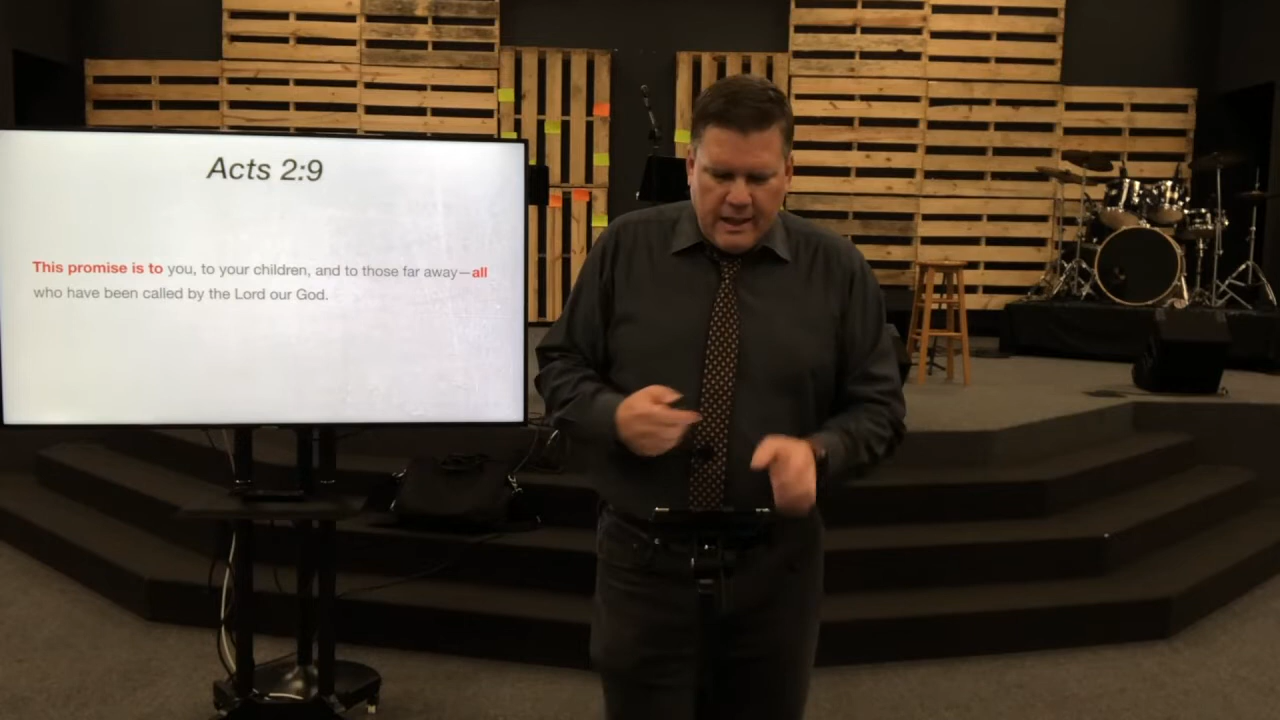 Acts 2:9
This promise is to you, to your children, and to those far away—all
who have been called by the Lord our God.